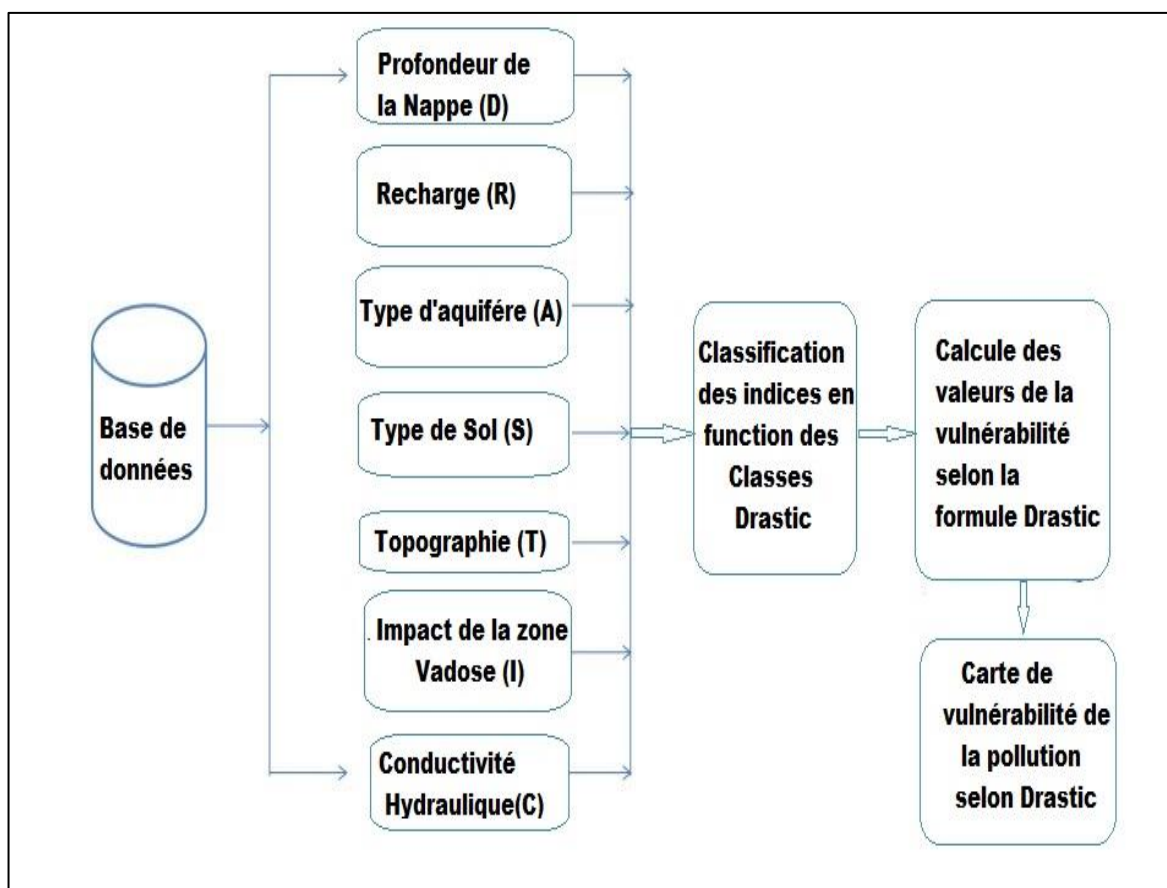 Base de
données
Profondeur de
la Nappe (D)
Recharge (R)
Type d'aquifére (A)
Type de Sol (S)
Topographie (T)
. Impact de la zone
Vadose (I)
Conductivité
Hydraulique(C)
Classification
des indices en
function des
Classes
Drastic
Calcule des
valeurs de la
vulnérabilité
selon la
formule Drastic
Carte de
vulnérabilité de
la pollution
selon Drastic